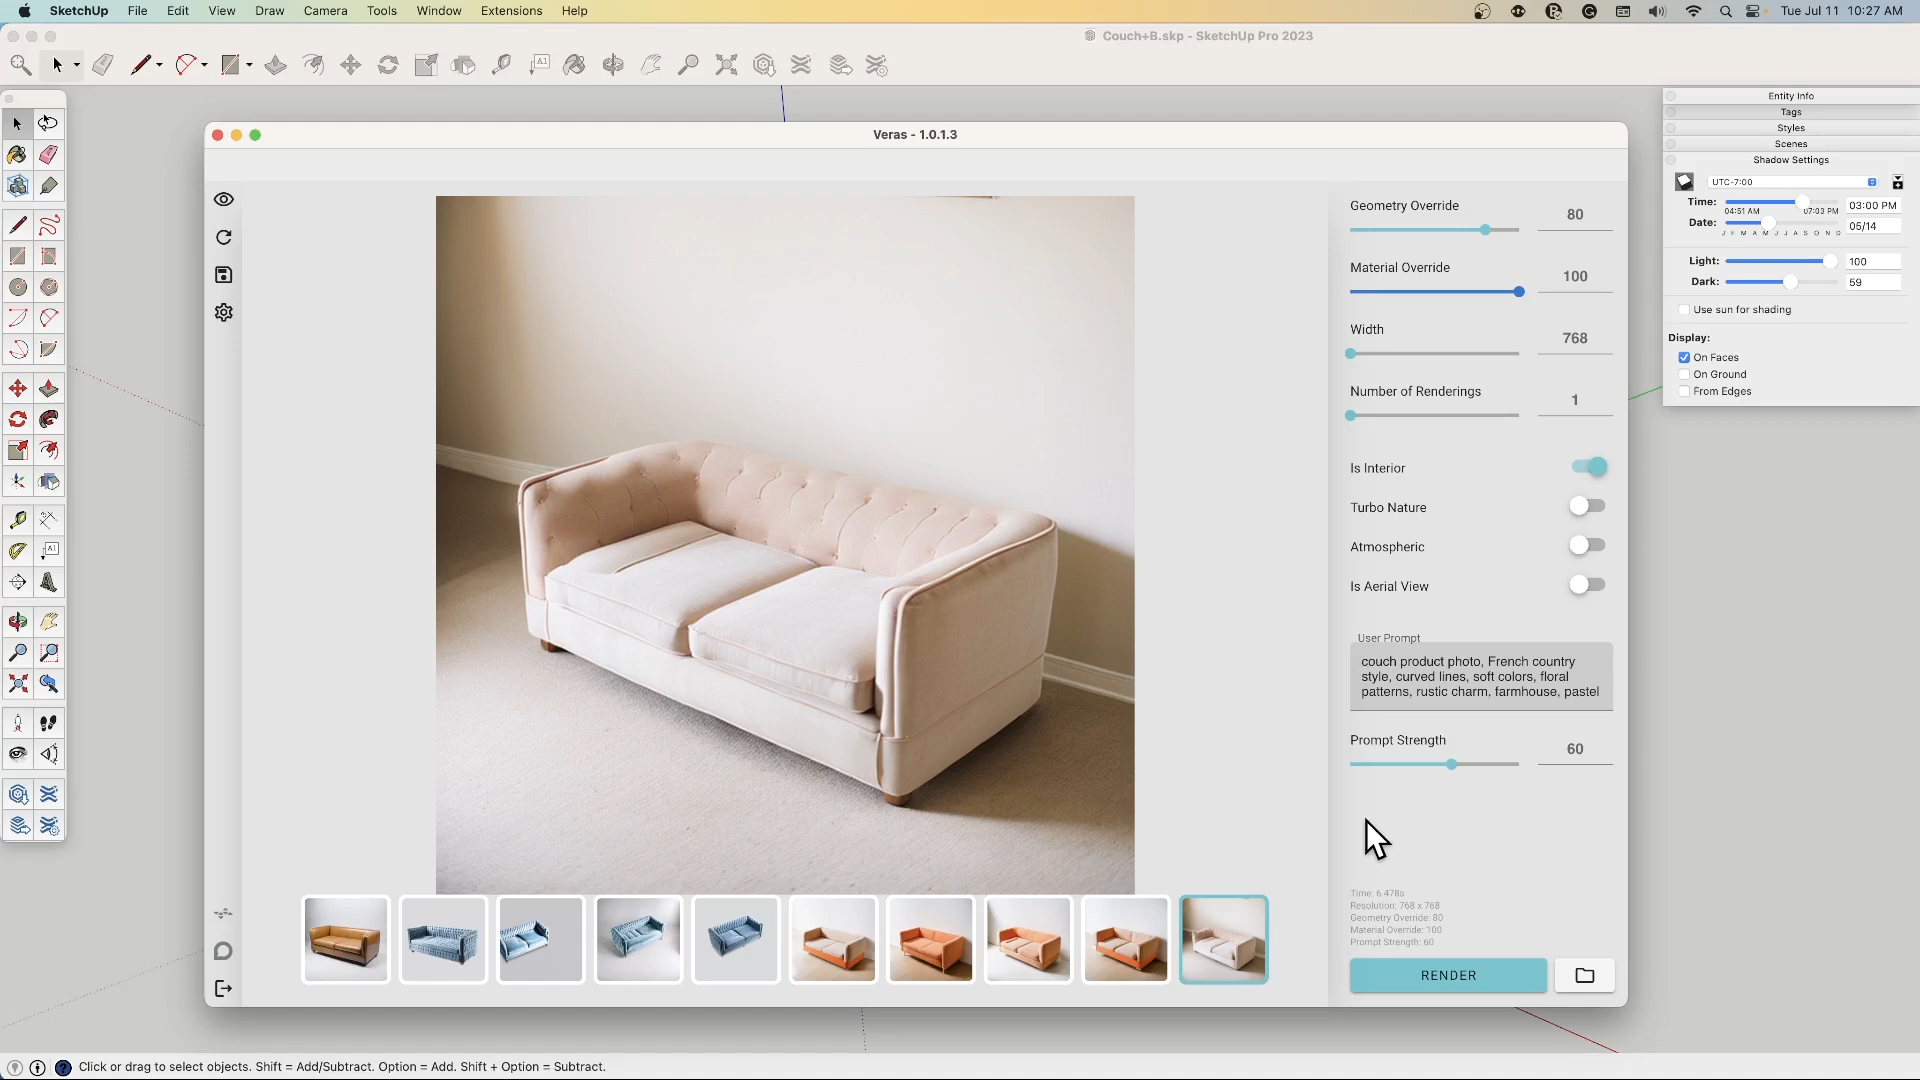 SketchUp File Edit View Draw Camera Tools Window Extensions Help
Tue Jul 11 10:27 AM
Couch+B.skp - SketchUp Pro 2023
A1
Entity Info
Tags
Styles
Scenes
Shadow Settings
UTC-7:00
Time: 03:00 PM
04:51 AM 07:03 PM
Date: 05/14
J F M A M J J A S O N D
Light: 100
Dark: 59
Use sun for shading
Display:
On Faces
On Ground
From Edges
Veras - 1.0.1.3
Geometry Override 80
Material Override 100
Width 768
Number of Renderings 1
Is Interior
Turbo Nature
Atmospheric
Is Aerial View
User Prompt
couch product photo, French country
style, curved lines, soft colors, floral
patterns, rustic charm, farmhouse, pastel
Prompt Strength 60
Time: 6.478s
Resolution: 768 x 768
Geometry Override: 80
Material Override: 100
Prompt Strength: 60
RENDER
A1
Click or drag to select objects. Shift = Add/Subtract. Option = Add. Shift + Option = Subtract.